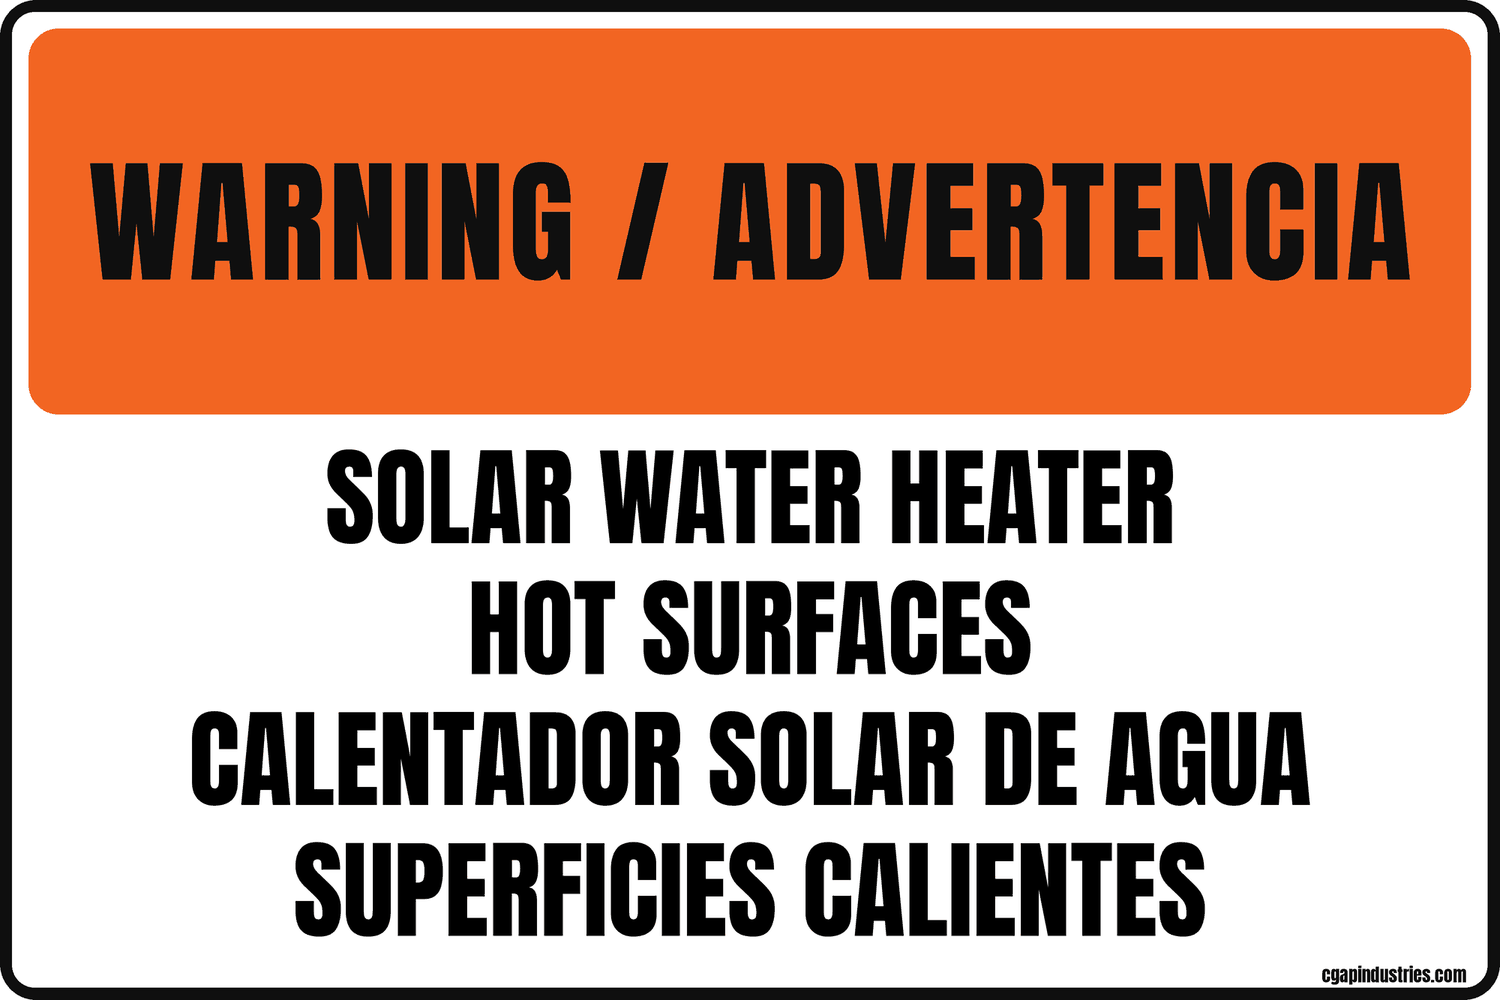 WARNING / ADVERTENCIA
SOLAR WATER HEATER
HOT SURFACES
CALENTADOR SOLAR DE AGUA
SUPERFICIES CALIENTES
cgapindustries.com